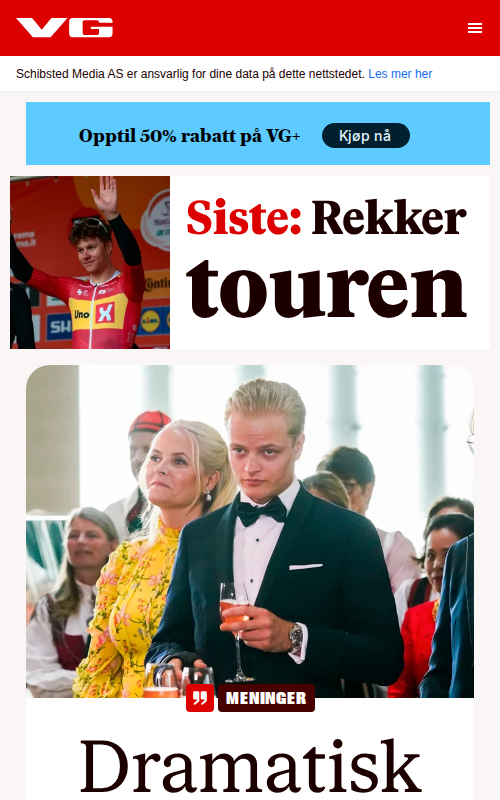 VG
Schibsted Media AS er ansvarlig for dine data på dette nettstedet. Les mer her
Opptil 50% rabatt på VG+
Kjøp nå
Siste: Rekker
touren
Uno X
MENINGER
Dramatisk